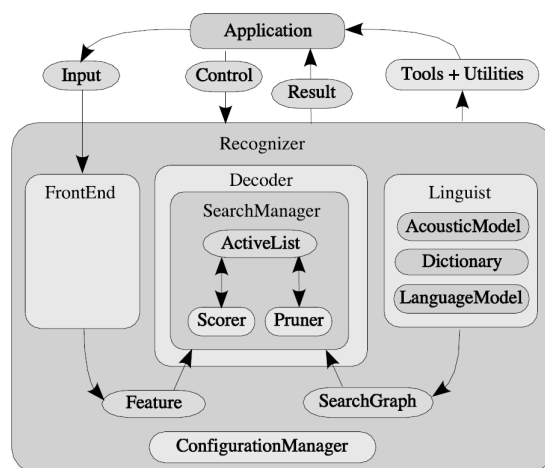 Application
Input
Control
Result
Tools + Utilities
Recognizer
FrontEnd
Decoder
SearchManager
ActiveList
Scorer
Pruner
Linguist
AcousticModel
Dictionary
LanguageModel
Feature
SearchGraph
ConfigurationManager